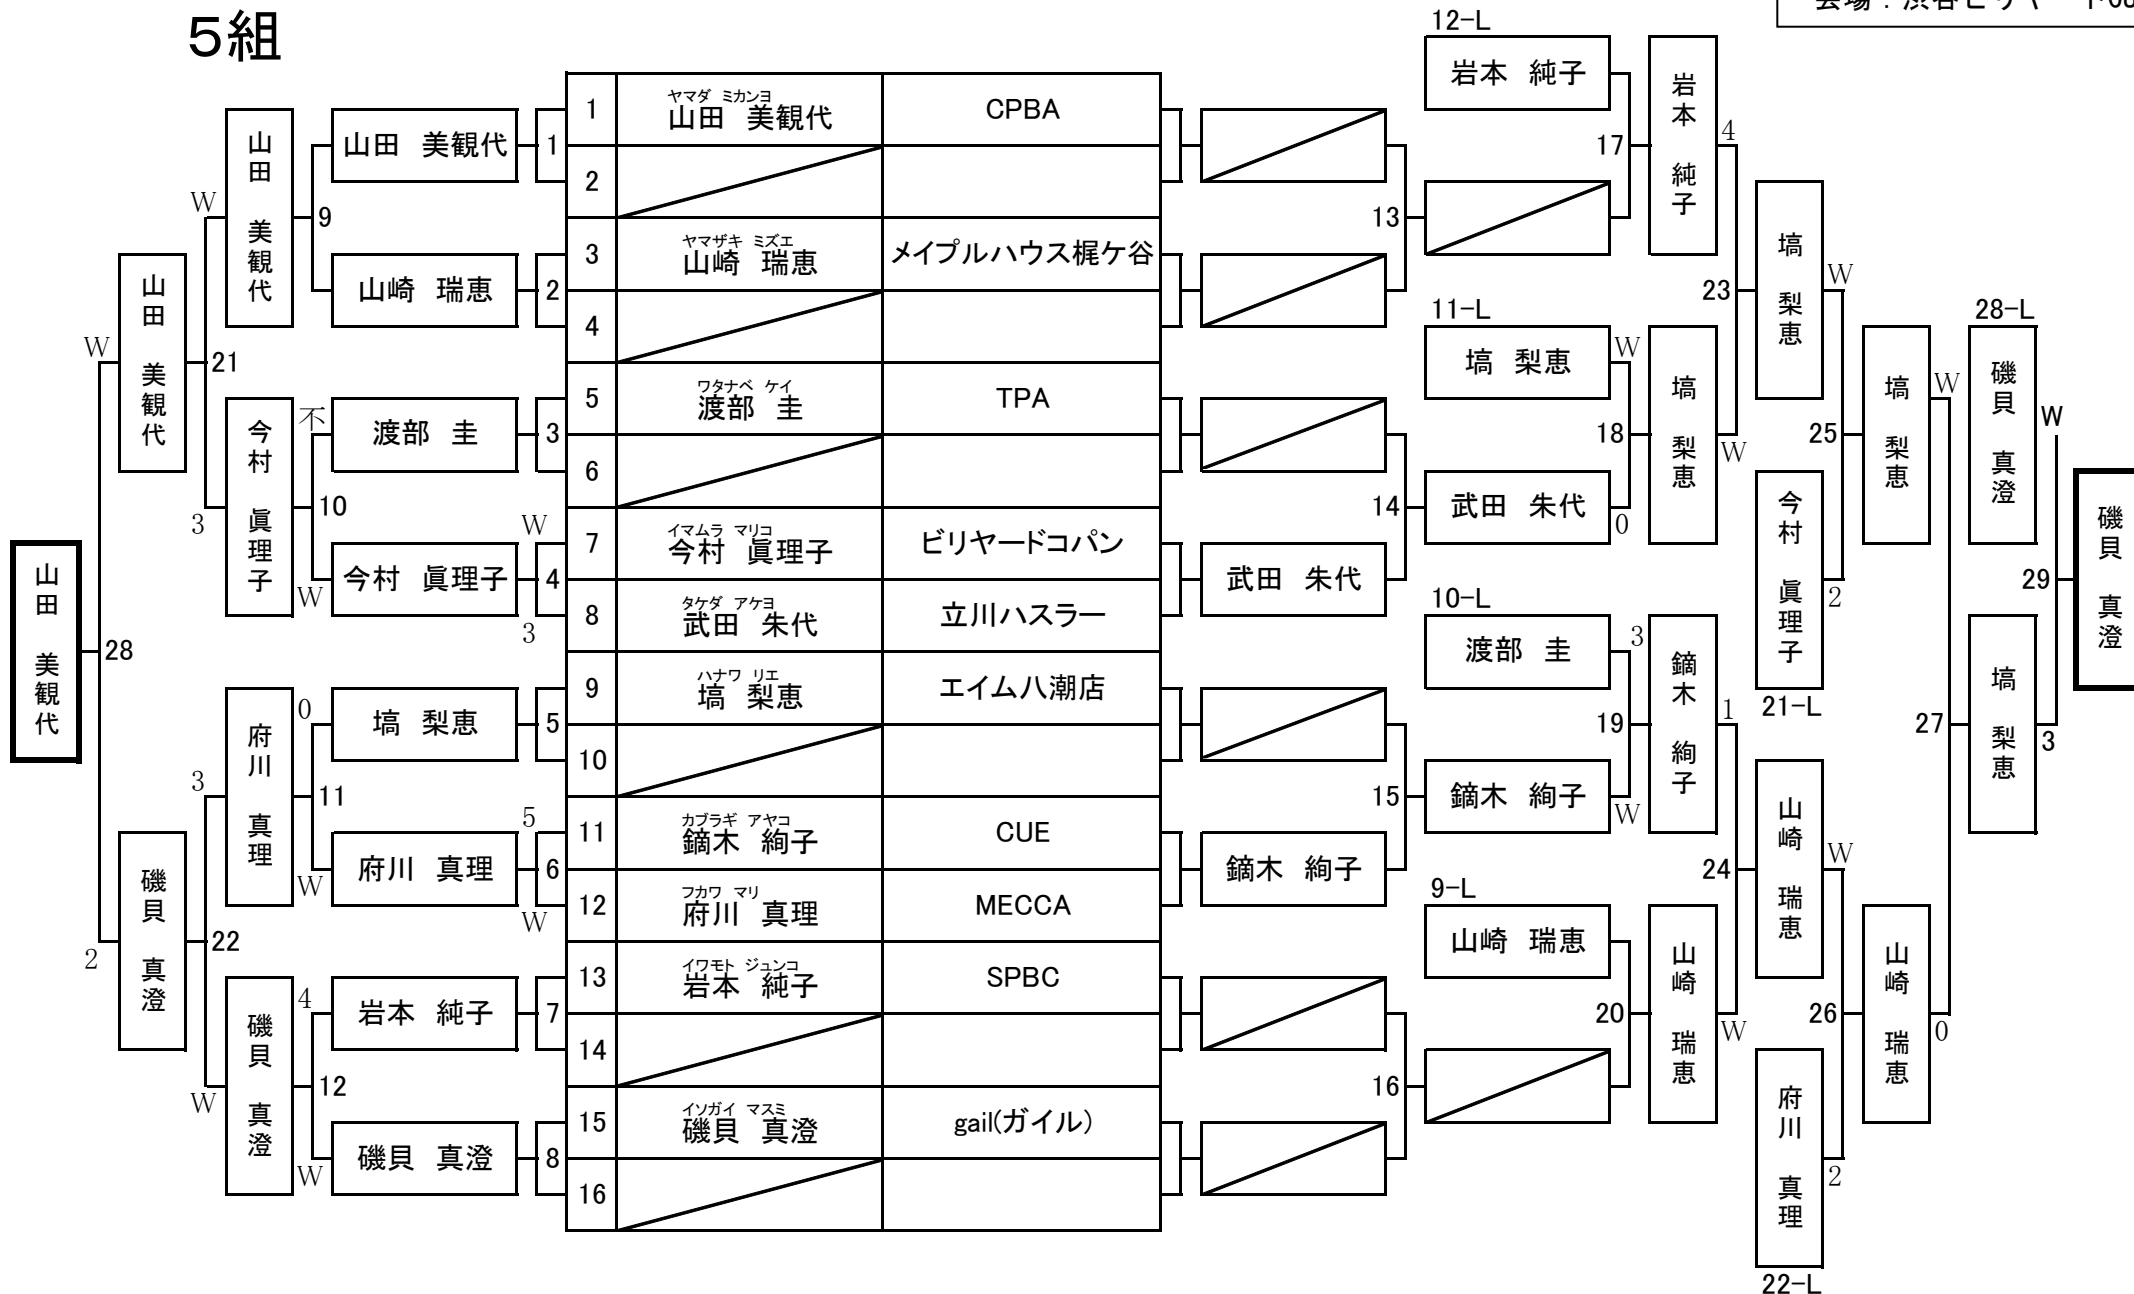 5組
会場:渋谷ビリヤード
1 ヤマダ ミカンヨ
山田 美観代 CPBA
2
3 ヤマザキ ミズエ
山崎 瑞恵 メイプルハウス梶ケ谷
4
5 ワタナベ ケイ
渡部 圭 TPA
6
7 イマムラ マリコ
今村 眞理子 ビリヤードコパン
8 タケダ アケヨ
武田 朱代 立川ハスラー
9 ハナワ リエ
塙 梨恵 エイム八潮店
10
11 カブラギ アヤコ
鏑木 絢子 CUE
12 フカワ マリ
府川 真理 MECCA
13 イワモト ジュンコ
岩本 純子 SPBC
14
15 イソガイ マスミ
磯貝 真澄 gail(ガイル)
16
山田 美観代 1
山崎 瑞恵 2
不 渡部 圭 3
W 今村 眞理子 4
W
3
0 塙 梨恵 5
W 府川 真理 6
5
W
4 岩本 純子 7
W 磯貝 真澄 8
W 山田 美観代 9
3 今村 眞理子 10
3 府川 真理 11
W 磯貝 真澄 12
W 山田 美観代 21
2 磯貝 真澄 22
山田 美観代 28
13
武田 朱代 14
鏑木 絢子 15
16
12-L
岩本 純子
17
11-L
塙 梨恵 W
18
武田 朱代 0
10-L
渡部 圭 3
19
鏑木 絢子 W
9-L
山崎 瑞恵
20
岩本 純子 4
23
塙 梨恵 W
鏑木 絢子 1
24
山崎 瑞恵 W
塙 梨恵 W
25
今村 眞理子 2
21-L
山崎 瑞恵 W
26
府川 真理 2
22-L
塙 梨恵 W
27
山崎 瑞恵 0
28-L
磯貝 真澄 W
29
塙 梨恵 3
磯貝 真澄